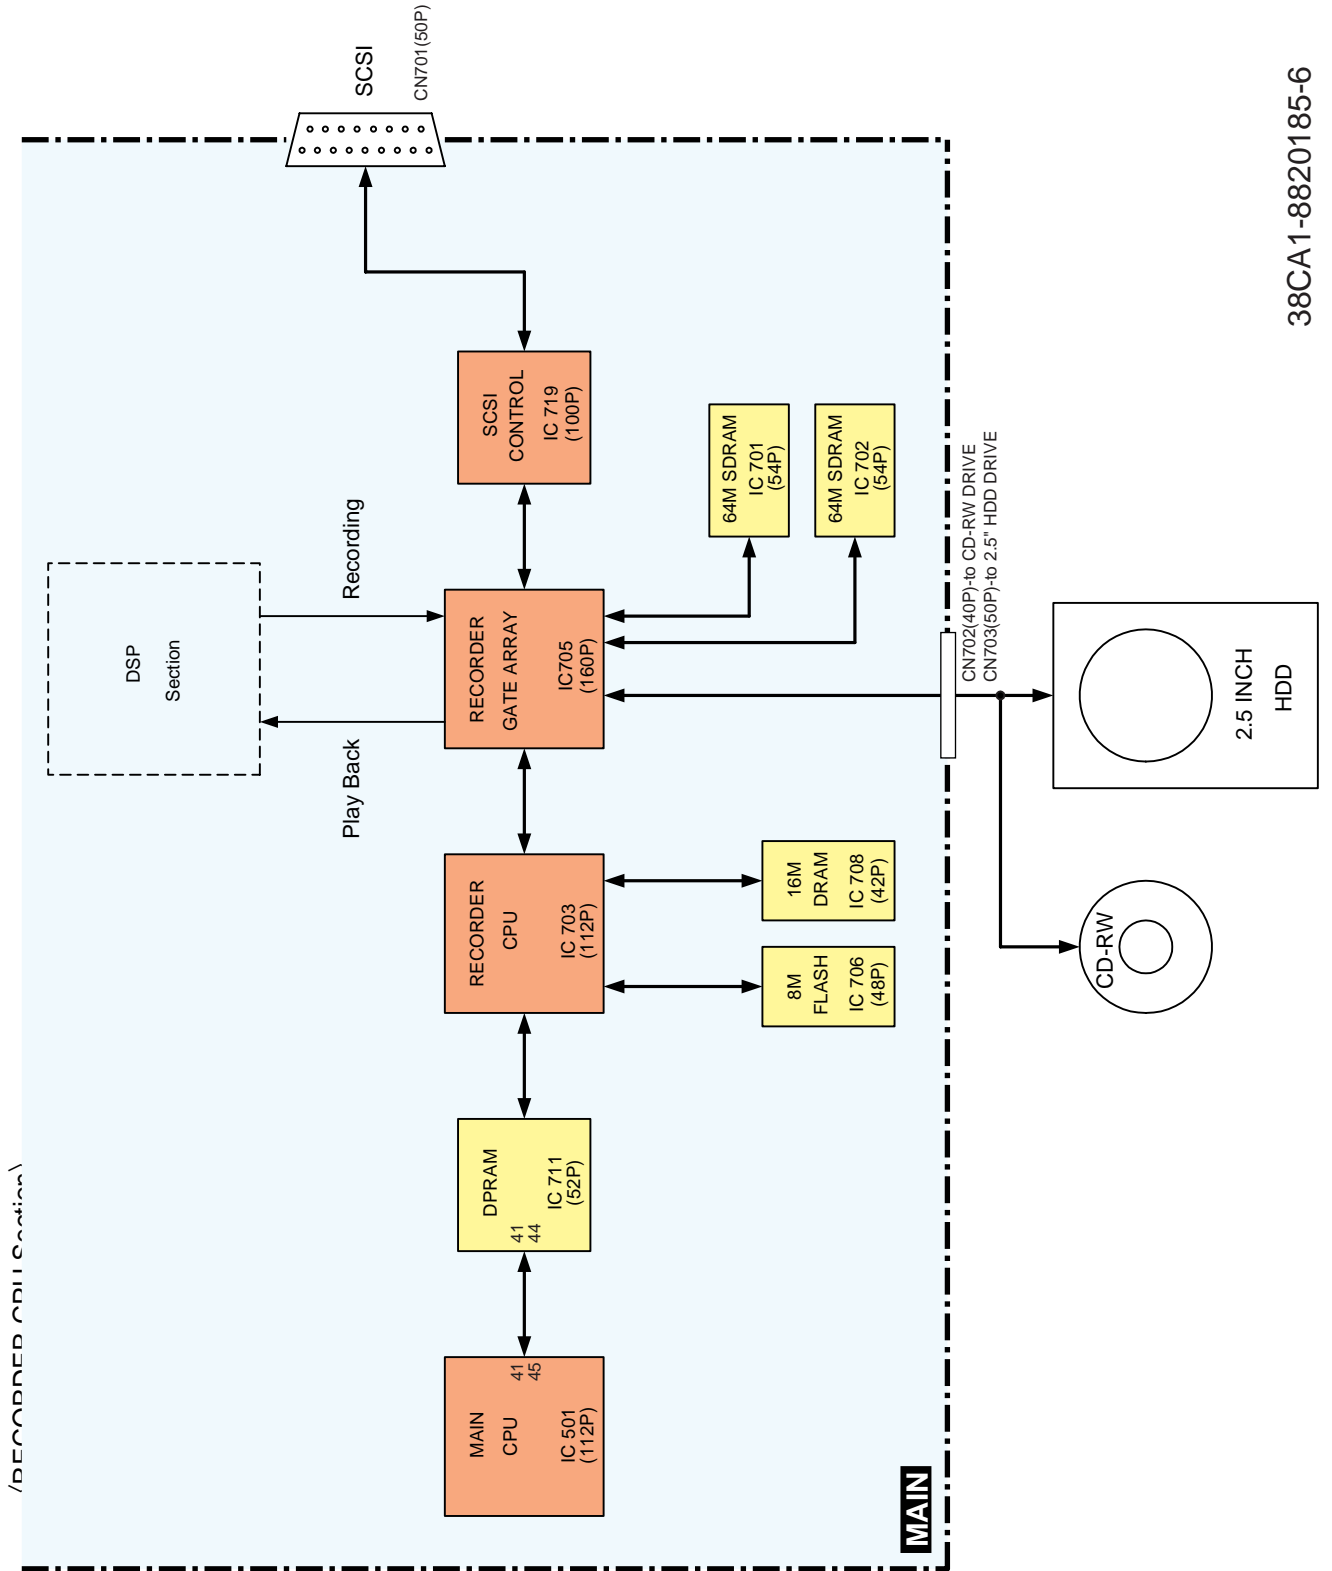 (RECORDER CPU Section)
SCSI
CN701(50P)
DSP
Section
Recording
Play Back
SCSI
CONTROL
IC 719
(100P)
RECORDER
GATE ARRAY
IC705
(160P)
64M SDRAM
IC 701
(54P)
64M SDRAM
IC 702
(54P)
RECORDER
CPU
IC 703
(112P)
16M
DRAM
IC 708
(42P)
8M
FLASH
IC 706
(48P)
DPRAM
41
44
IC 711
(52P)
MAIN
CPU
41
45
IC 501
(112P)
MAIN
CN702(40P)-to CD-RW DRIVE
CN703(50P)-to 2.5" HDD DRIVE
2.5 INCH
HDD
CD-RW
38CA1-8820185-6